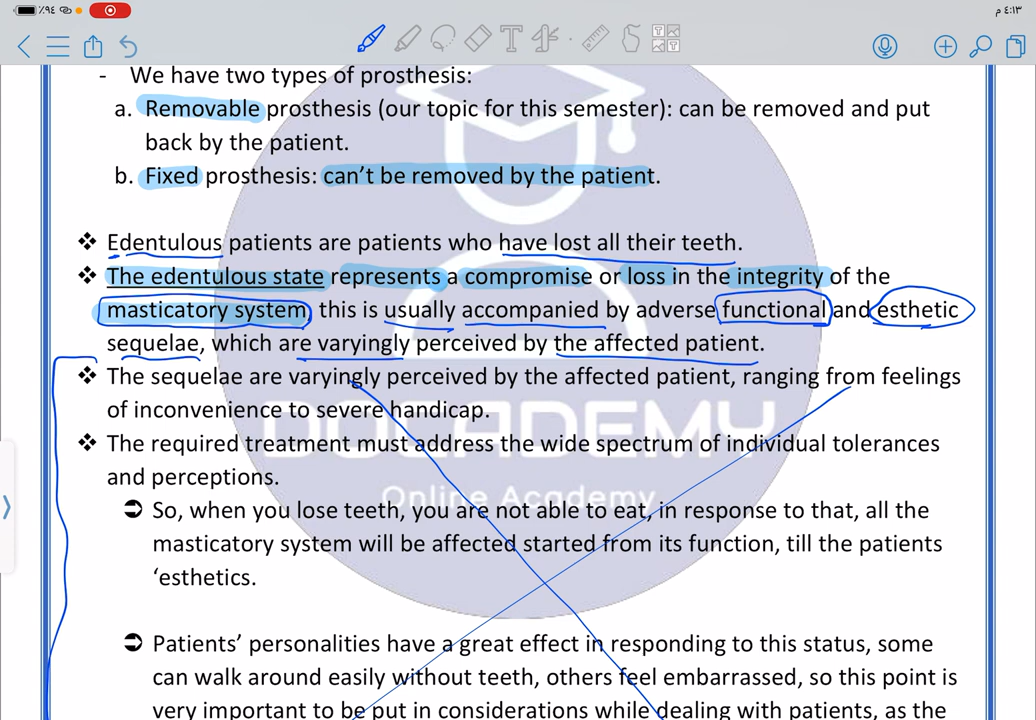 ٪٩٤
٤:١٣ م
- We have two types of prosthesis:
a. Removable prosthesis (our topic for this semester): can be removed and put
back by the patient.
b. Fixed prosthesis: can’t be removed by the patient.
❖ Edentulous patients are patients who have lost all their teeth.
❖ The edentulous state represents a compromise or loss in the integrity of the
masticatory system, this is usually accompanied by adverse functional and esthetic
sequelae, which are varyingly perceived by the affected patient.
❖ The sequelae are varyingly perceived by the affected patient, ranging from feelings
of inconvenience to severe handicap.
❖ The required treatment must address the wide spectrum of individual tolerances
and perceptions.
DOCADEMY
Online Academy
➲ So, when you lose teeth, you are not able to eat, in response to that, all the
masticatory system will be affected started from its function, till the patients
‘esthetics.
➲ Patients’ personalities have a great effect in responding to this status, some
can walk around easily without teeth, others feel embarrassed, so this point is
very important to be put in considerations while dealing with patients, as the